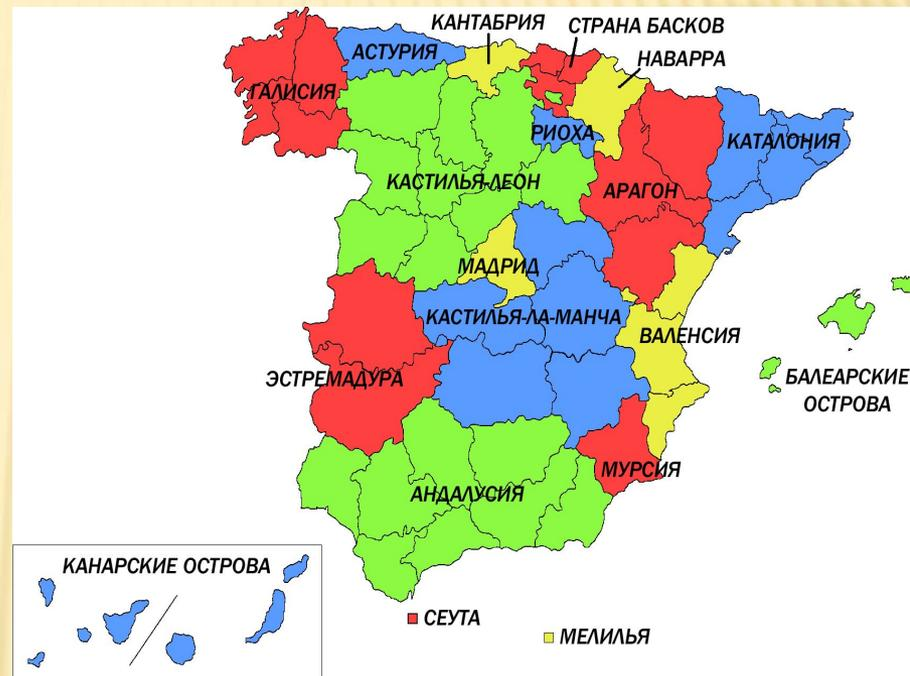 КАНТАБРИЯ
СТРАНА БАСКОВ
АСТУРИЯ
НАВАРРА
ГАЛИСИЯ
РИОХА
КАТАЛОНИЯ
КАСТИЛЬЯ-ЛЕОН
АРАГОН
МАДРИД
КАСТИЛЬЯ-ЛА-МАНЧА
ВАЛЕНСИЯ
ЭСТРЕМАДУРА
БАЛЕАРСКИЕ
ОСТРОВА
МУРСИЯ
АНДАЛУСИЯ
КАНАРСКИЕ ОСТРОВА
СЕУТА
МЕЛИЛЬЯ